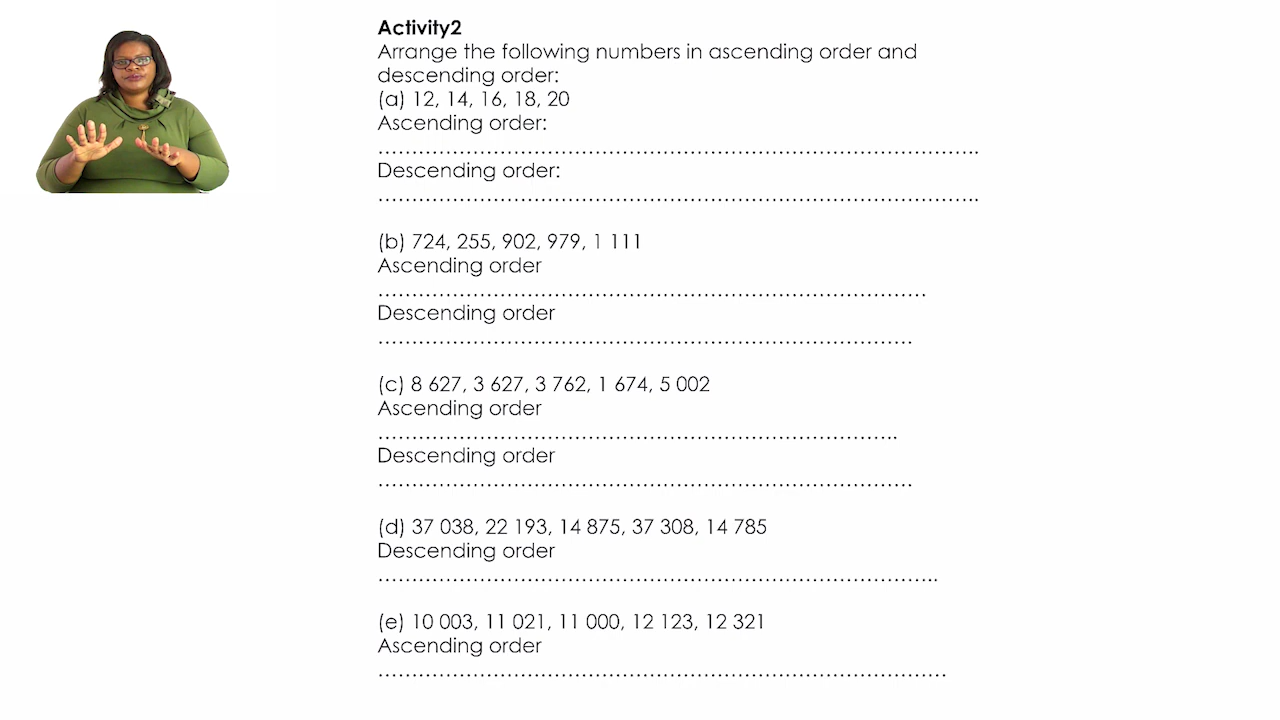 Activity2
Arrange the following numbers in ascending order and
descending order:
(a) 12, 14, 16, 18, 20
Ascending order:
………………………………………………………………………………..
Descending order:
………………………………………………………………………………..
(b) 724, 255, 902, 979, 1 111
Ascending order
………………………………………………………………………
Descending order
……………………………………………………………………
(c) 8 627, 3 627, 3 762, 1 674, 5 002
Ascending order
…………………………………………………………………..
Descending order
……………………………………………………………………
(d) 37 038, 22 193, 14 875, 37 308, 14 785
Descending order
………………………………………………………………………..
(e) 10 003, 11 021, 11 000, 12 123, 12 321
Ascending order
…………………………………………………………………………